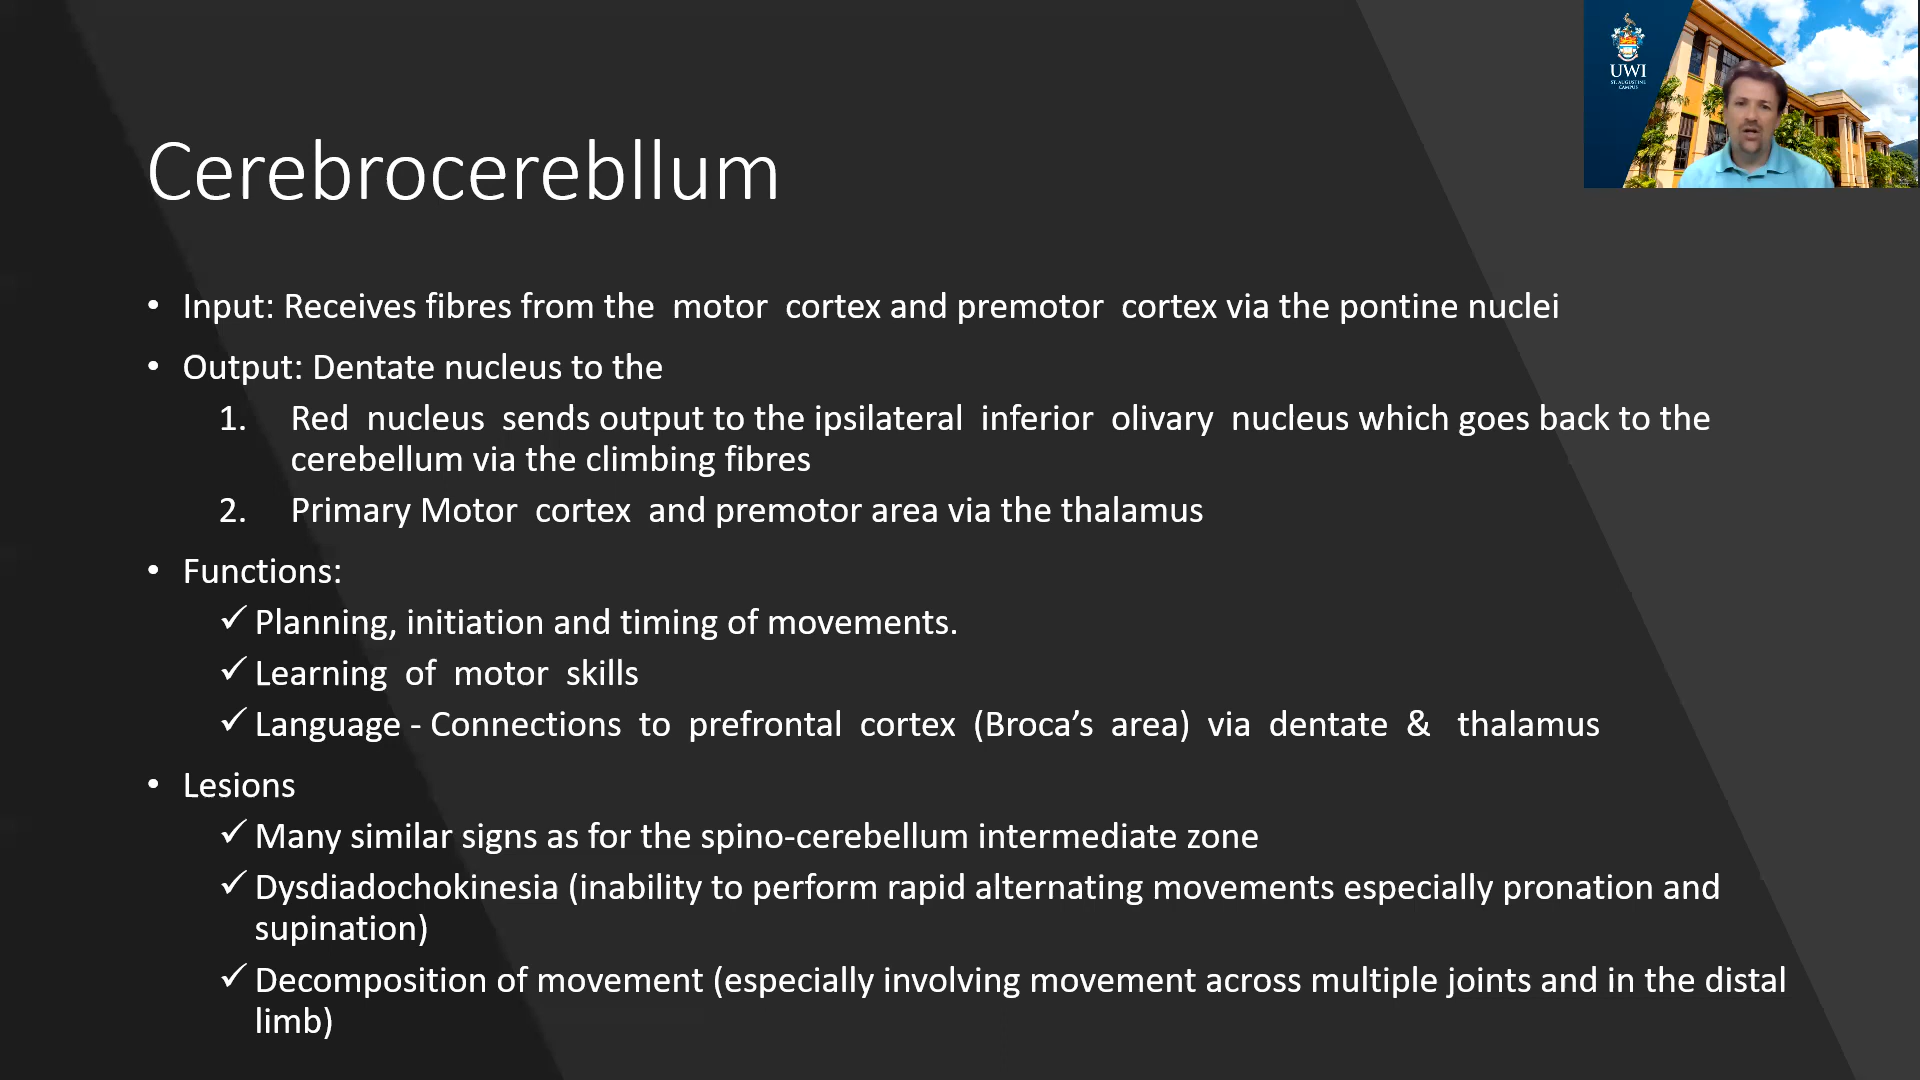 UWI
ST. AUGUSTINE
CAMPUS
Cerebrocerebllum
• Input: Receives fibres from the motor cortex and premotor cortex via the pontine nuclei
• Output: Dentate nucleus to the
1. Red nucleus sends output to the ipsilateral inferior olivary nucleus which goes back to the
cerebellum via the climbing fibres
2. Primary Motor cortex and premotor area via the thalamus
• Functions:
✓ Planning, initiation and timing of movements.
✓ Learning of motor skills
✓ Language - Connections to prefrontal cortex (Broca’s area) via dentate & thalamus
• Lesions
✓ Many similar signs as for the spino-cerebellum intermediate zone
✓ Dysdiadochokinesia (inability to perform rapid alternating movements especially pronation and
supination)
✓ Decomposition of movement (especially involving movement across multiple joints and in the distal
limb)